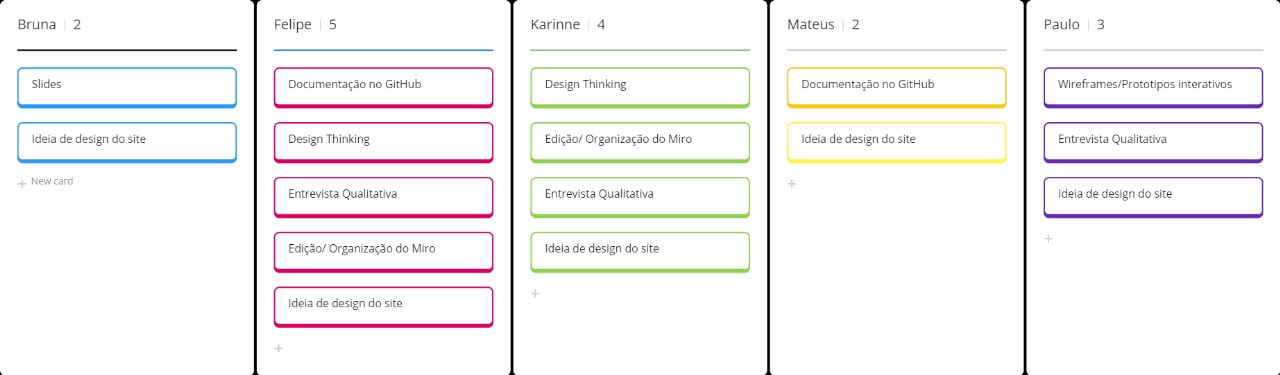 Bruna | 2
Slides
Ideia de design do site
+ New card
Felipe | 5
Documentação no GitHub
Design Thinking
Entrevista Qualitativa
Edição/ Organização do Miro
Ideia de design do site
+
Karinne | 4
Design Thinking
Edição/ Organização do Miro
Entrevista Qualitativa
Ideia de design do site
+
Mateus | 2
Documentação no GitHub
Ideia de design do site
+
Paulo | 3
Wireframes/Prototipos interativos
Entrevista Qualitativa
Ideia de design do site
+